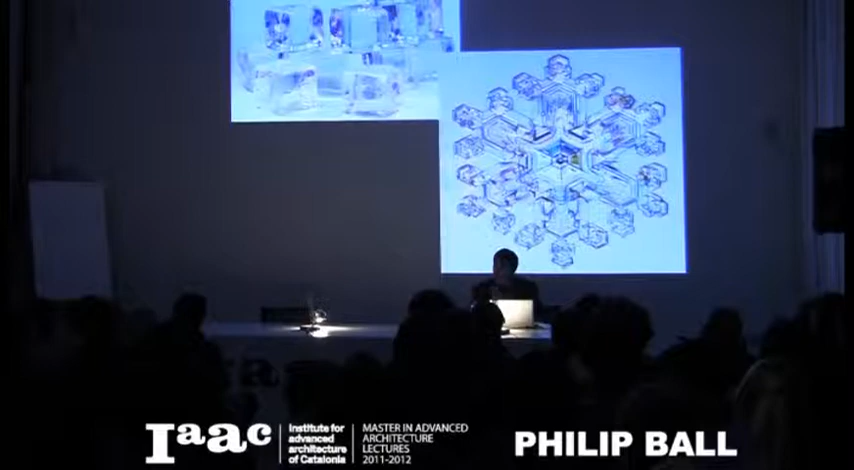 Iaac
Institute for
advanced
architecture
of Catalonia
MASTER IN ADVANCED
ARCHITECTURE
LECTURES
2011-2012
PHILIP BALL